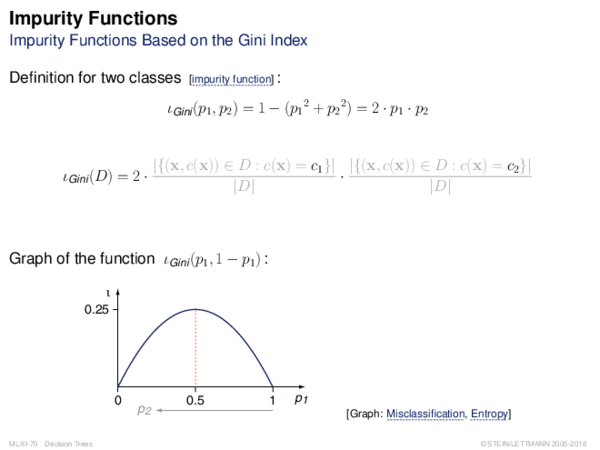 Impurity Functions
Impurity Functions Based on the Gini Index
Definition for two classes [impurity function] :
ιGini(p₁, p₂) = 1 − (p₁² + p₂²) = 2 · p₁ · p₂
ιGini(D) = 2 · |{(x, c(x)) ∈ D : c(x) = c₁}| / |D| · |{(x, c(x)) ∈ D : c(x) = c₂}| / |D|
Graph of the function ιGini(p₁, 1 − p₁) :
ι
0.25
0 0.5 1 p1
p2
[Graph: Misclassification, Entropy]
ML:III-70 Decision Trees © STEIN/LETTMANN 2005-2018